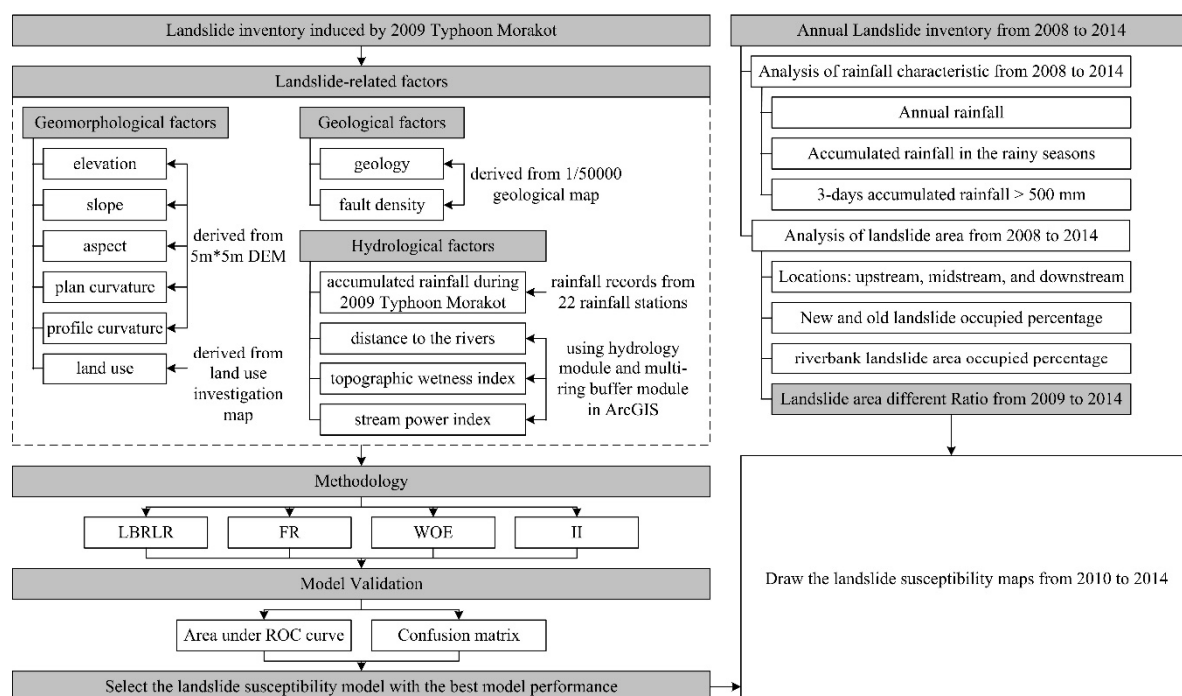 Landslide inventory induced by 2009 Typhoon Morakot
Landslide-related factors
Geomorphological factors
elevation
slope
aspect
plan curvature
profile curvature
land use
derived from
5m*5m DEM
derived from
land use
investigation
map
Geological factors
geology
fault density
derived from 1/50000
geological map
Hydrological factors
accumulated rainfall during
2009 Typhoon Morakot
distance to the rivers
topographic wetness index
stream power index
rainfall records from
22 rainfall stations
using hydrology
module and multi-
ring buffer module
in ArcGIS
Methodology
LBRLR
FR
WOE
II
Model Validation
Area under ROC curve
Confusion matrix
Select the landslide susceptibility model with the best model performance
Annual Landslide inventory from 2008 to 2014
Analysis of rainfall characteristic from 2008 to 2014
Annual rainfall
Accumulated rainfall in the rainy seasons
3-days accumulated rainfall > 500 mm
Analysis of landslide area from 2008 to 2014
Locations: upstream, midstream, and downstream
New and old landslide occupied percentage
riverbank landslide area occupied percentage
Landslide area different Ratio from 2009 to 2014
Draw the landslide susceptibility maps from 2010 to 2014